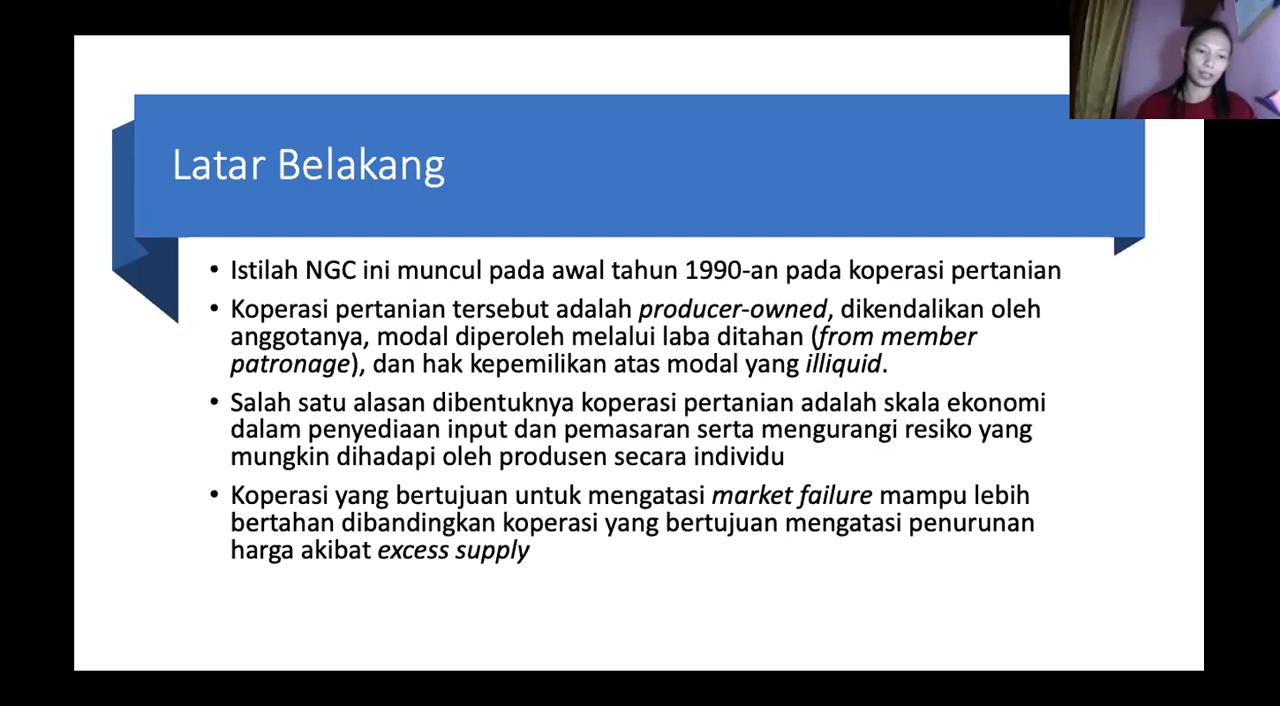 Latar Belakang
• Istilah NGC ini muncul pada awal tahun 1990-an pada koperasi pertanian
• Koperasi pertanian tersebut adalah producer-owned, dikendalikan oleh
anggotanya, modal diperoleh melalui laba ditahan (from member
patronage), dan hak kepemilikan atas modal yang illiquid.
• Salah satu alasan dibentuknya koperasi pertanian adalah skala ekonomi
dalam penyediaan input dan pemasaran serta mengurangi resiko yang
mungkin dihadapi oleh produsen secara individu
• Koperasi yang bertujuan untuk mengatasi market failure mampu lebih
bertahan dibandingkan koperasi yang bertujuan mengatasi penurunan
harga akibat excess supply